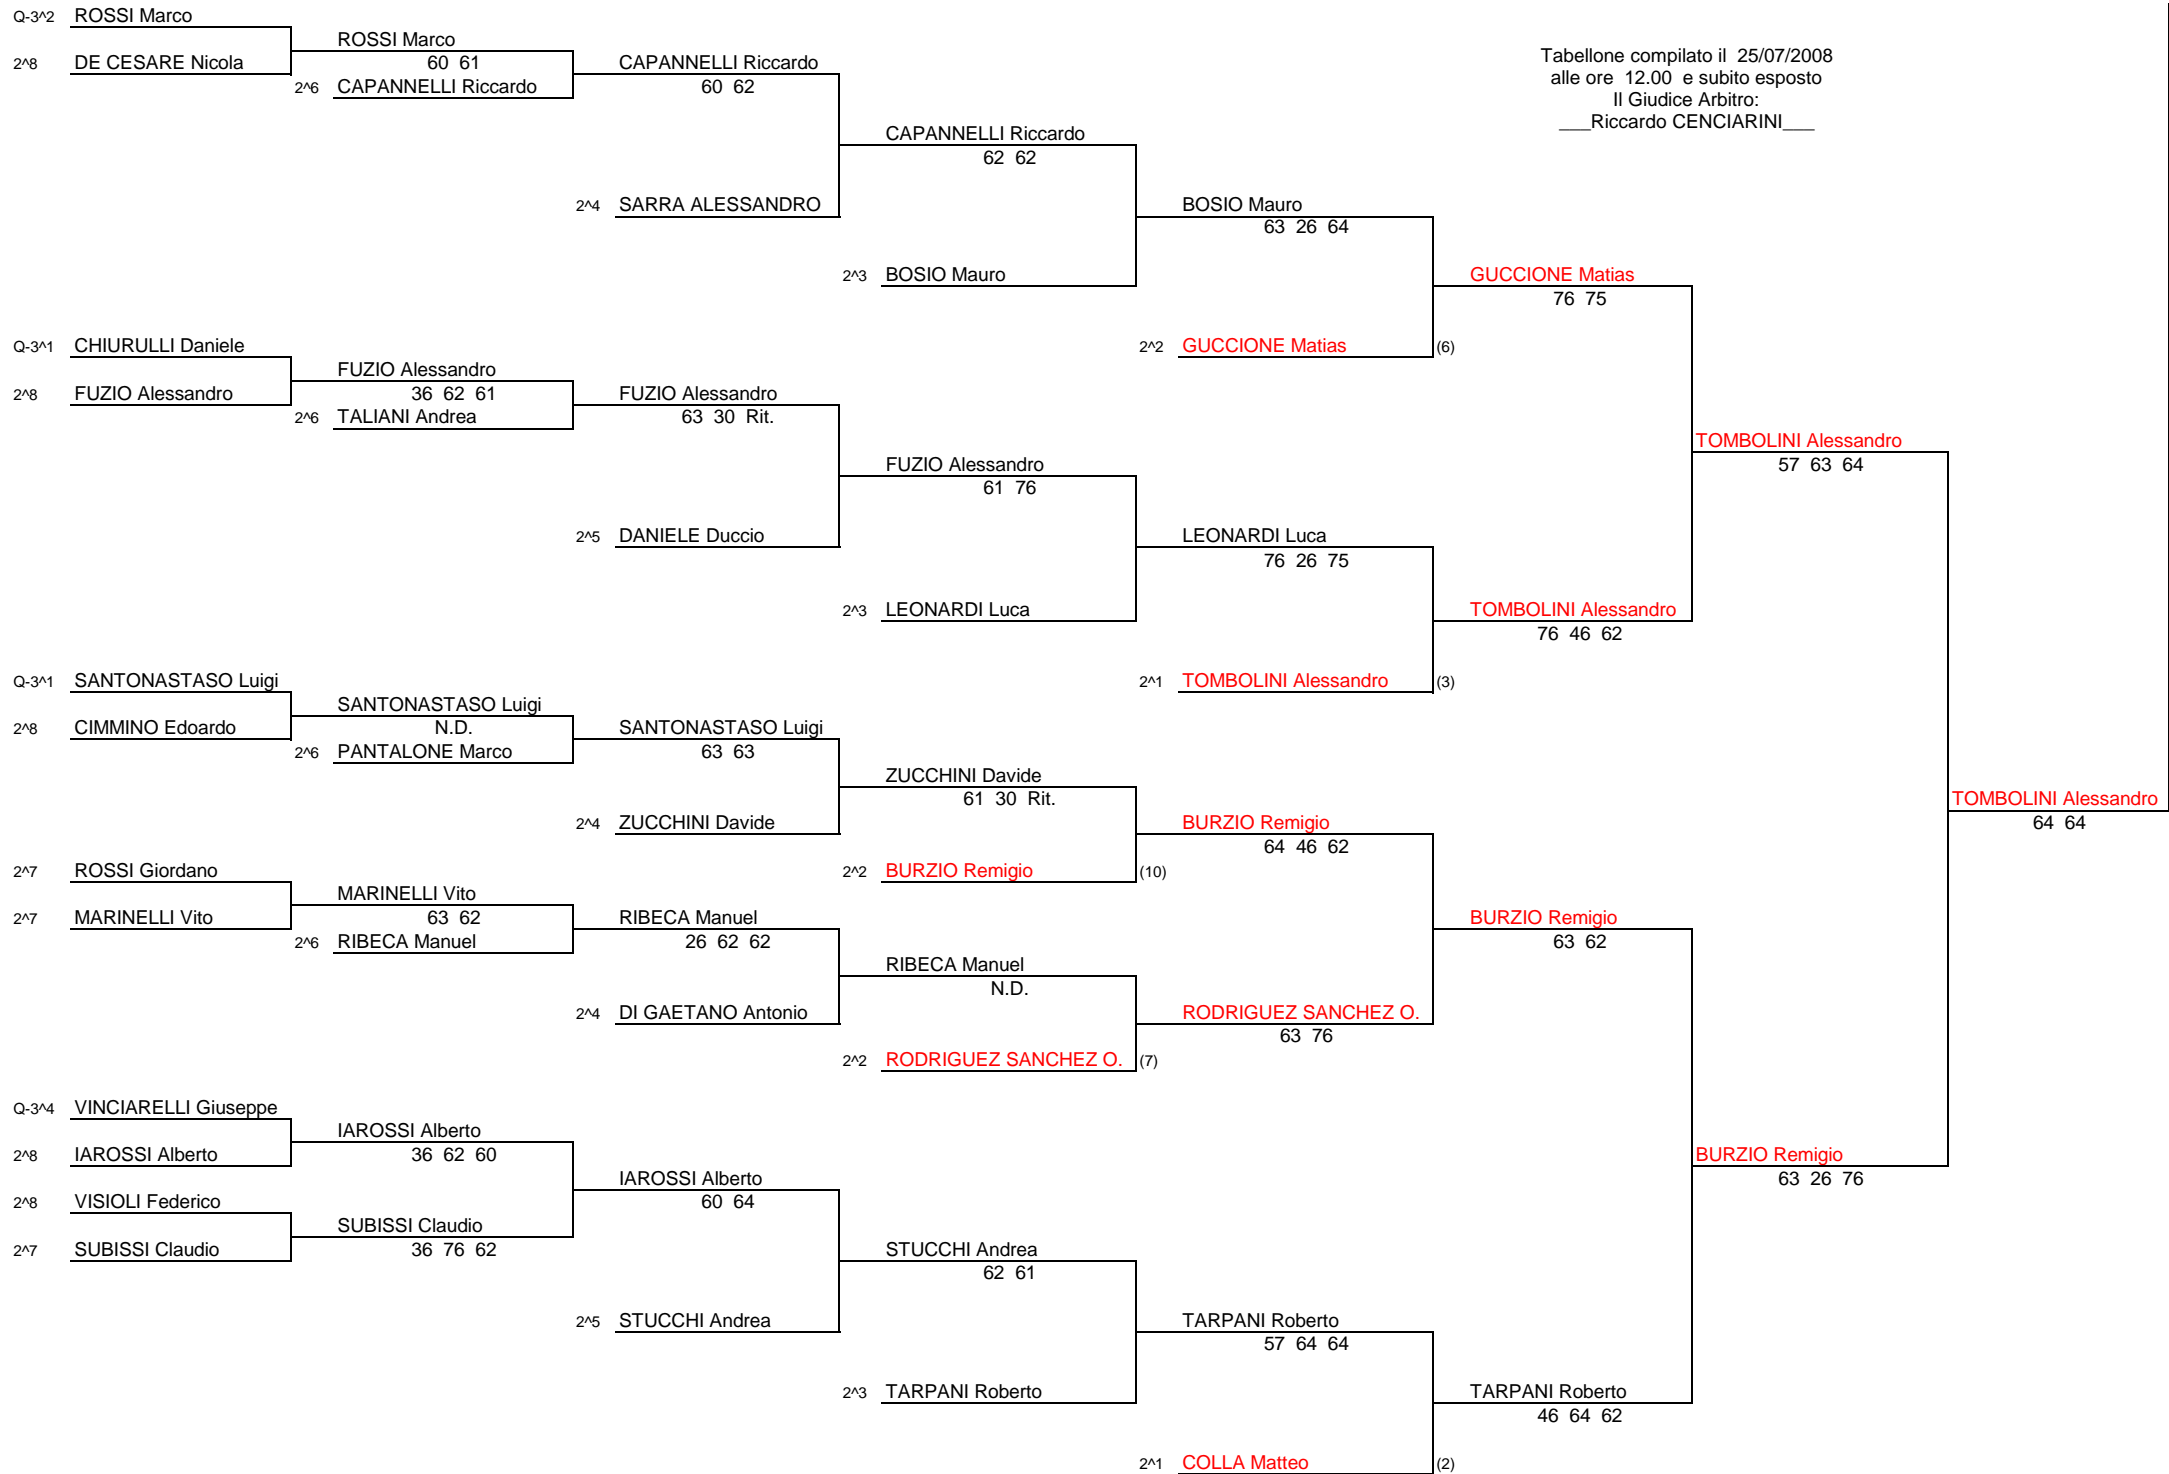 Q-3^2 ROSSI Marco
ROSSI Marco
60 61
2^8 DE CESARE Nicola
CAPANNELLI Riccardo
60 62
2^6 CAPANNELLI Riccardo
Tabellone compilato il 25/07/2008
alle ore 12.00 e subito esposto
Il Giudice Arbitro:
___Riccardo CENCIARINI___
CAPANNELLI Riccardo
62 62
2^4 SARRA ALESSANDRO
BOSIO Mauro
63 26 64
2^3 BOSIO Mauro
GUCCIONE Matias
76 75
2^2 GUCCIONE Matias (6)
Q-3^1 CHIURULLI Daniele
FUZIO Alessandro
36 62 61
2^8 FUZIO Alessandro
FUZIO Alessandro
63 30 Rit.
2^6 TALIANI Andrea
TOMBOLINI Alessandro
57 63 64
FUZIO Alessandro
61 76
2^5 DANIELE Duccio
LEONARDI Luca
76 26 75
2^3 LEONARDI Luca
TOMBOLINI Alessandro
76 46 62
2^1 TOMBOLINI Alessandro (3)
Q-3^1 SANTONASTASO Luigi
SANTONASTASO Luigi
N.D.
2^8 CIMMINO Edoardo
SANTONASTASO Luigi
63 63
2^6 PANTALONE Marco
ZUCCHINI Davide
61 30 Rit.
2^4 ZUCCHINI Davide
TOMBOLINI Alessandro
64 64
BURZIO Remigio
64 46 62
2^2 BURZIO Remigio (10)
2^7 ROSSI Giordano
MARINELLI Vito
63 62
2^7 MARINELLI Vito
RIBECA Manuel
26 62 62
2^6 RIBECA Manuel
BURZIO Remigio
63 62
RIBECA Manuel
N.D.
2^4 DI GAETANO Antonio
RODRIGUEZ SANCHEZ O.
63 76
2^2 RODRIGUEZ SANCHEZ O. (7)
Q-3^4 VINCIARELLI Giuseppe
IAROSSI Alberto
36 62 60
2^8 IAROSSI Alberto
BURZIO Remigio
63 26 76
IAROSSI Alberto
60 64
2^8 VISIOLI Federico
SUBISSI Claudio
36 76 62
2^7 SUBISSI Claudio
STUCCHI Andrea
62 61
2^5 STUCCHI Andrea
TARPANI Roberto
57 64 64
2^3 TARPANI Roberto
TARPANI Roberto
46 64 62
2^1 COLLA Matteo (2)